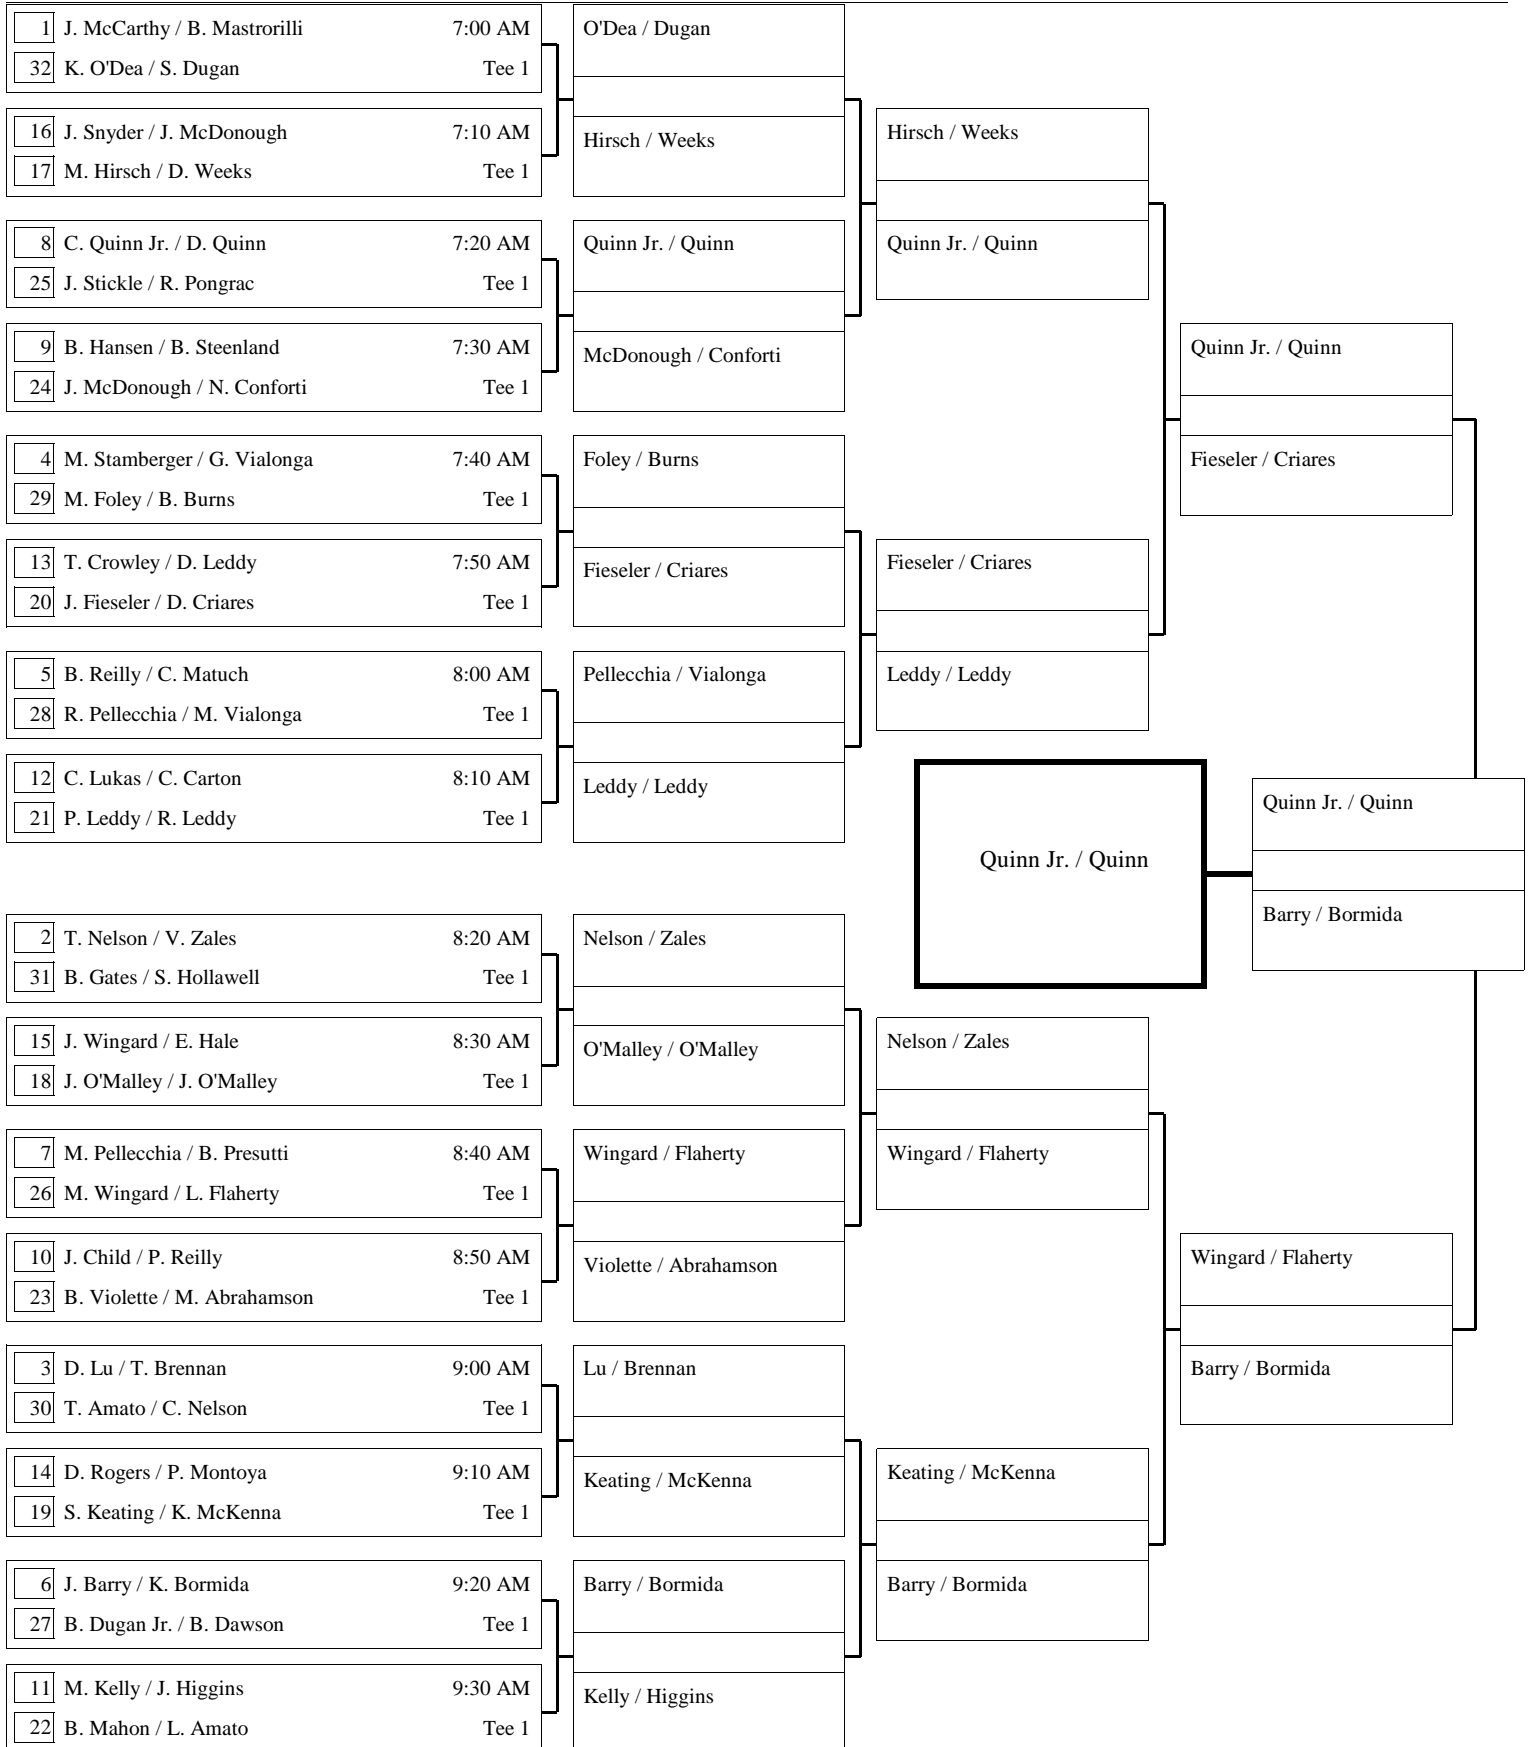 1 J. McCarthy / B. Mastrorilli 7:00 AM
32 K. O'Dea / S. Dugan Tee 1
16 J. Snyder / J. McDonough 7:10 AM
17 M. Hirsch / D. Weeks Tee 1
8 C. Quinn Jr. / D. Quinn 7:20 AM
25 J. Stickle / R. Pongrac Tee 1
9 B. Hansen / B. Steenland 7:30 AM
24 J. McDonough / N. Conforti Tee 1
4 M. Stamberger / G. Vialonga 7:40 AM
29 M. Foley / B. Burns Tee 1
13 T. Crowley / D. Leddy 7:50 AM
20 J. Fieseler / D. Criares Tee 1
5 B. Reilly / C. Matuch 8:00 AM
28 R. Pellecchia / M. Vialonga Tee 1
12 C. Lukas / C. Carton 8:10 AM
21 P. Leddy / R. Leddy Tee 1
2 T. Nelson / V. Zales 8:20 AM
31 B. Gates / S. Hollawell Tee 1
15 J. Wingard / E. Hale 8:30 AM
18 J. O'Malley / J. O'Malley Tee 1
7 M. Pellecchia / B. Presutti 8:40 AM
26 M. Wingard / L. Flaherty Tee 1
10 J. Child / P. Reilly 8:50 AM
23 B. Violette / M. Abrahamson Tee 1
3 D. Lu / T. Brennan 9:00 AM
30 T. Amato / C. Nelson Tee 1
14 D. Rogers / P. Montoya 9:10 AM
19 S. Keating / K. McKenna Tee 1
6 J. Barry / K. Bormida 9:20 AM
27 B. Dugan Jr. / B. Dawson Tee 1
11 M. Kelly / J. Higgins 9:30 AM
22 B. Mahon / L. Amato Tee 1
O'Dea / Dugan
Hirsch / Weeks
Quinn Jr. / Quinn
McDonough / Conforti
Foley / Burns
Fieseler / Criares
Pellecchia / Vialonga
Leddy / Leddy
Nelson / Zales
O'Malley / O'Malley
Wingard / Flaherty
Violette / Abrahamson
Lu / Brennan
Keating / McKenna
Barry / Bormida
Kelly / Higgins
Hirsch / Weeks
Quinn Jr. / Quinn
Fieseler / Criares
Leddy / Leddy
Nelson / Zales
Wingard / Flaherty
Keating / McKenna
Barry / Bormida
Quinn Jr. / Quinn
Fieseler / Criares
Wingard / Flaherty
Barry / Bormida
Quinn Jr. / Quinn
Barry / Bormida
Quinn Jr. / Quinn